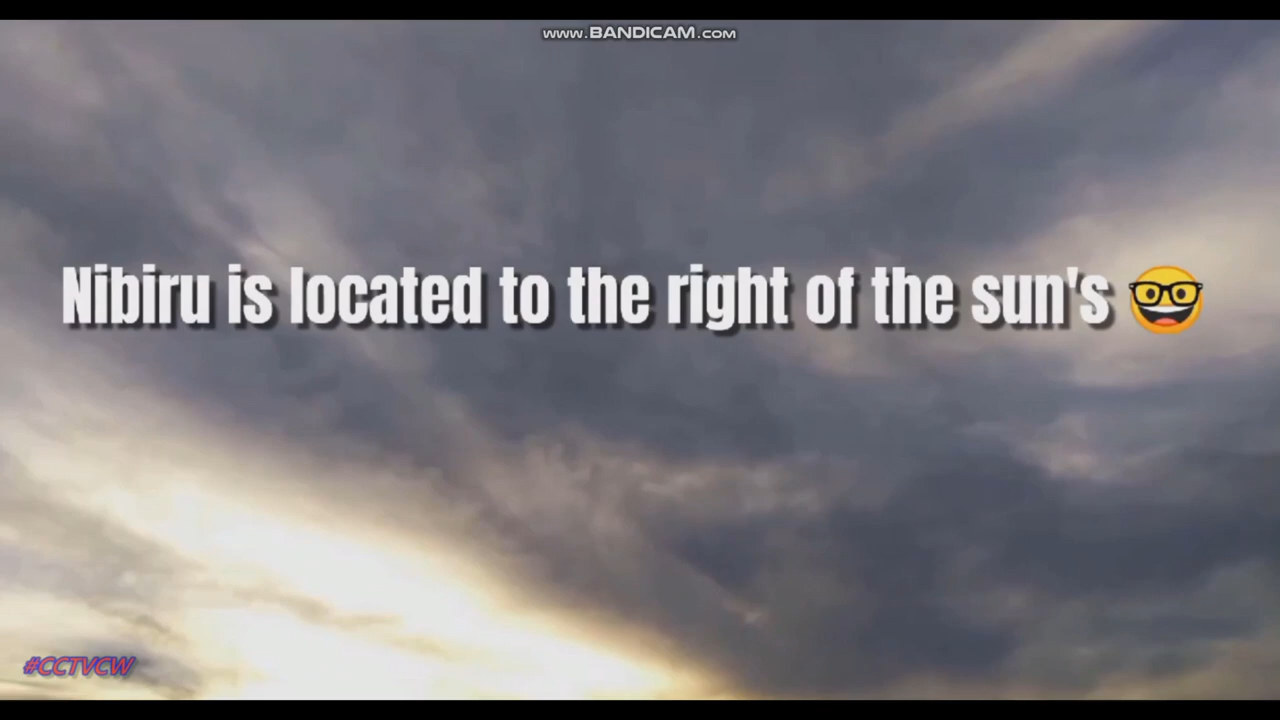 www.BANDICAM.com
Nibiru is located to the right of the sun's 🤓
#CCTVCW